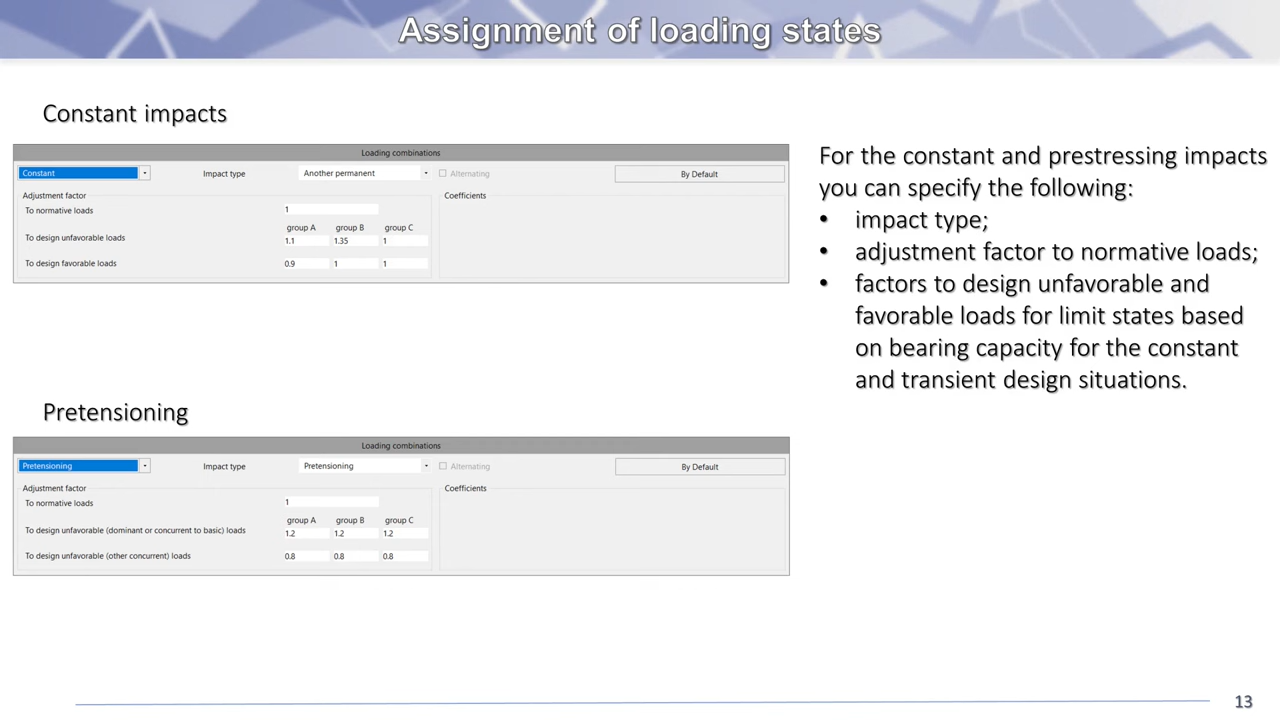 Assignment of loading states
Constant impacts
Loading combinations
Constant Impact type Another permanent Alternating By Default
Adjustment factor Coefficients
To normative loads 1
group A group B group C
To design unfavorable loads 1.1 1.35 1
To design favorable loads 0.9 1 1
For the constant and prestressing impacts
you can specify the following:
• impact type;
• adjustment factor to normative loads;
• factors to design unfavorable and
favorable loads for limit states based
on bearing capacity for the constant
and transient design situations.
Pretensioning
Loading combinations
Pretensioning Impact type Pretensioning Alternating By Default
Adjustment factor Coefficients
To normative loads 1
group A group B group C
To design unfavorable (dominant or concurrent to basic) loads 1.2 1.2 1.2
To design unfavorable (other concurrent) loads 0.8 0.8 0.8
13